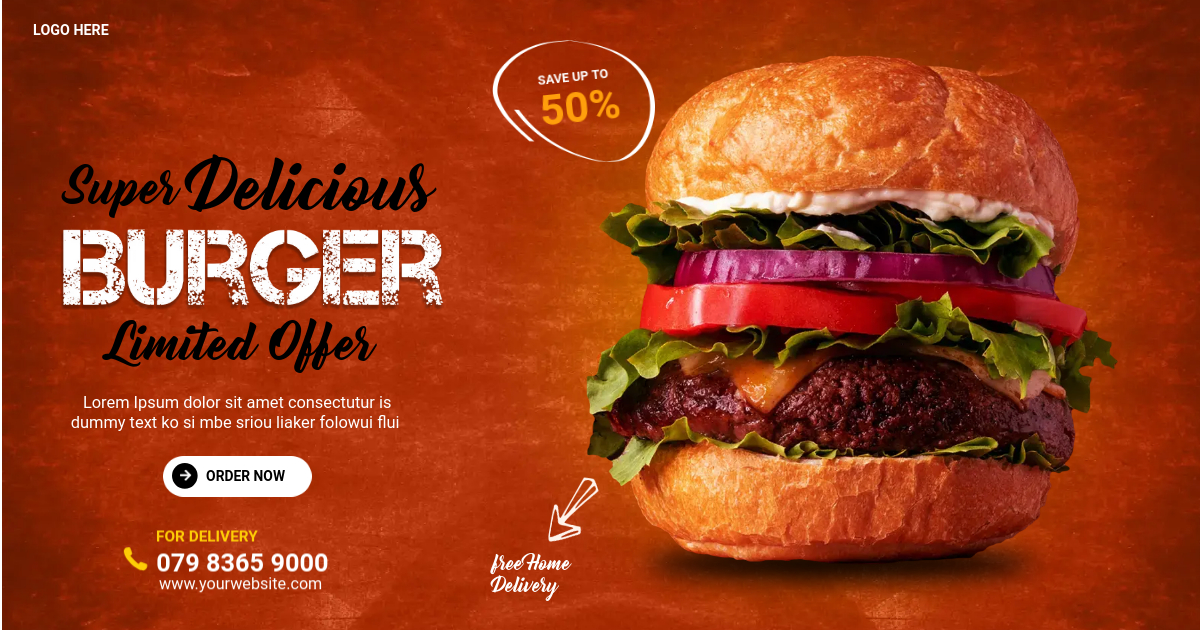 LOGO HERE
SAVE UP TO
50%
Super Delicious
BURGER
Limited Offer
Lorem Ipsum dolor sit amet consectutur is
dummy text ko si mbe sriou liaker folowui flui
ORDER NOW
FOR DELIVERY
079 8365 9000
www.yourwebsite.com
free Home
Delivery